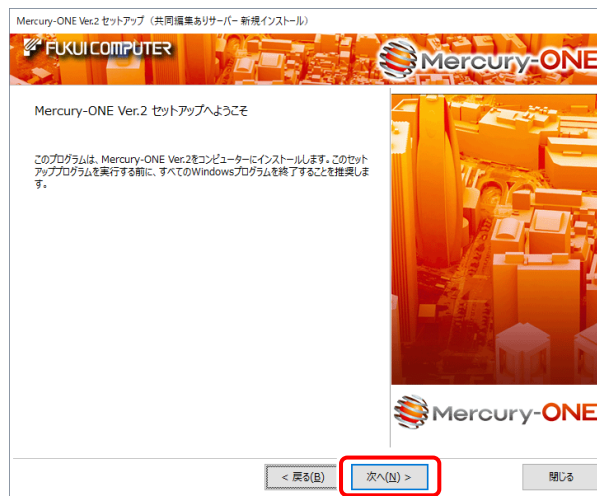 Mercury-ONE Ver.2 セットアップ（共同編集ありサーバー 新規インストール）
FUKUI COMPUTER
Mercury-ONE
Mercury-ONE Ver.2 セットアップへようこそ
このプログラムは、Mercury-ONE Ver.2をコンピューターにインストールします。このセット
アッププログラムを実行する前に、すべてのWindowsプログラムを終了することを推奨しま
す。
Mercury-ONE
< 戻る(B)
次へ(N) >
閉じる